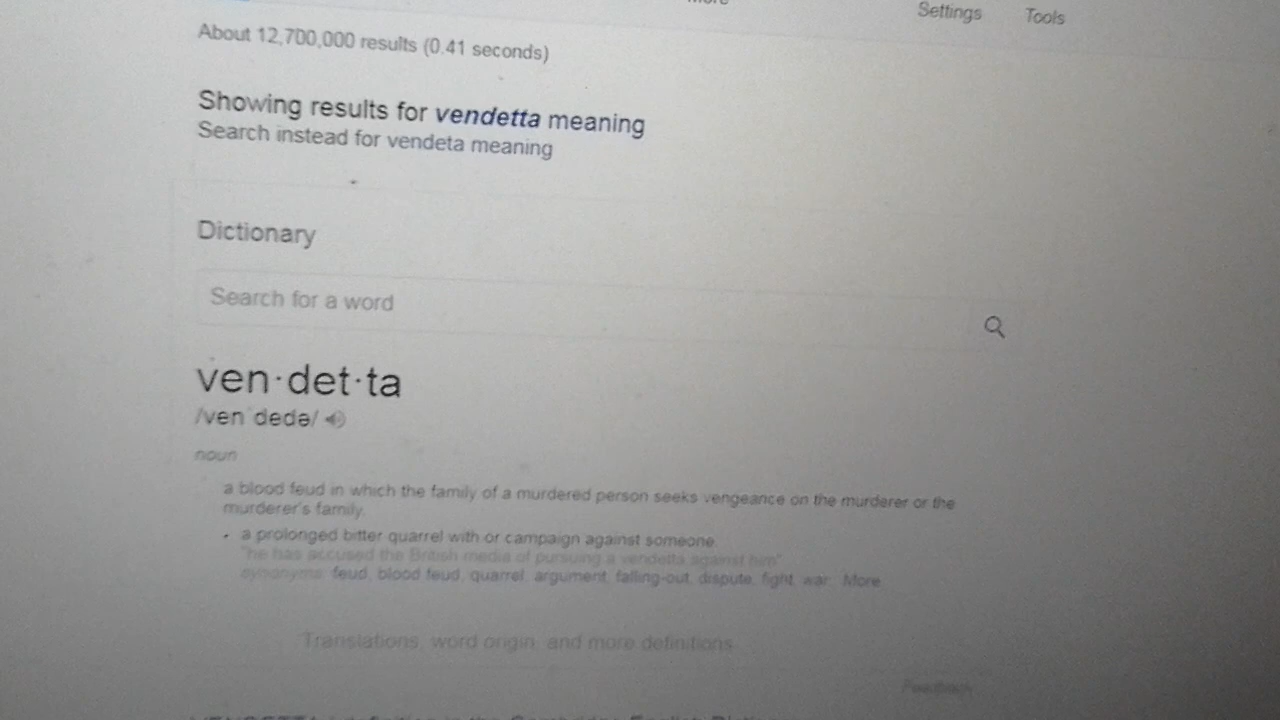 Settings Tools
About 12,700,000 results (0.41 seconds)
Showing results for vendetta meaning
Search instead for vendeta meaning
Dictionary
Search for a word
ven·det·ta
/venˈdedə/
noun
a blood feud in which the family of a murdered person seeks vengeance on the murderer or the
murderer's family.
• a prolonged bitter quarrel with or campaign against someone.
"he has accused the British media of pursuing a vendetta against him"
synonyms: feud, blood feud, quarrel, argument, falling-out, dispute, fight, war; More
Translations, word origin, and more definitions
Feedback